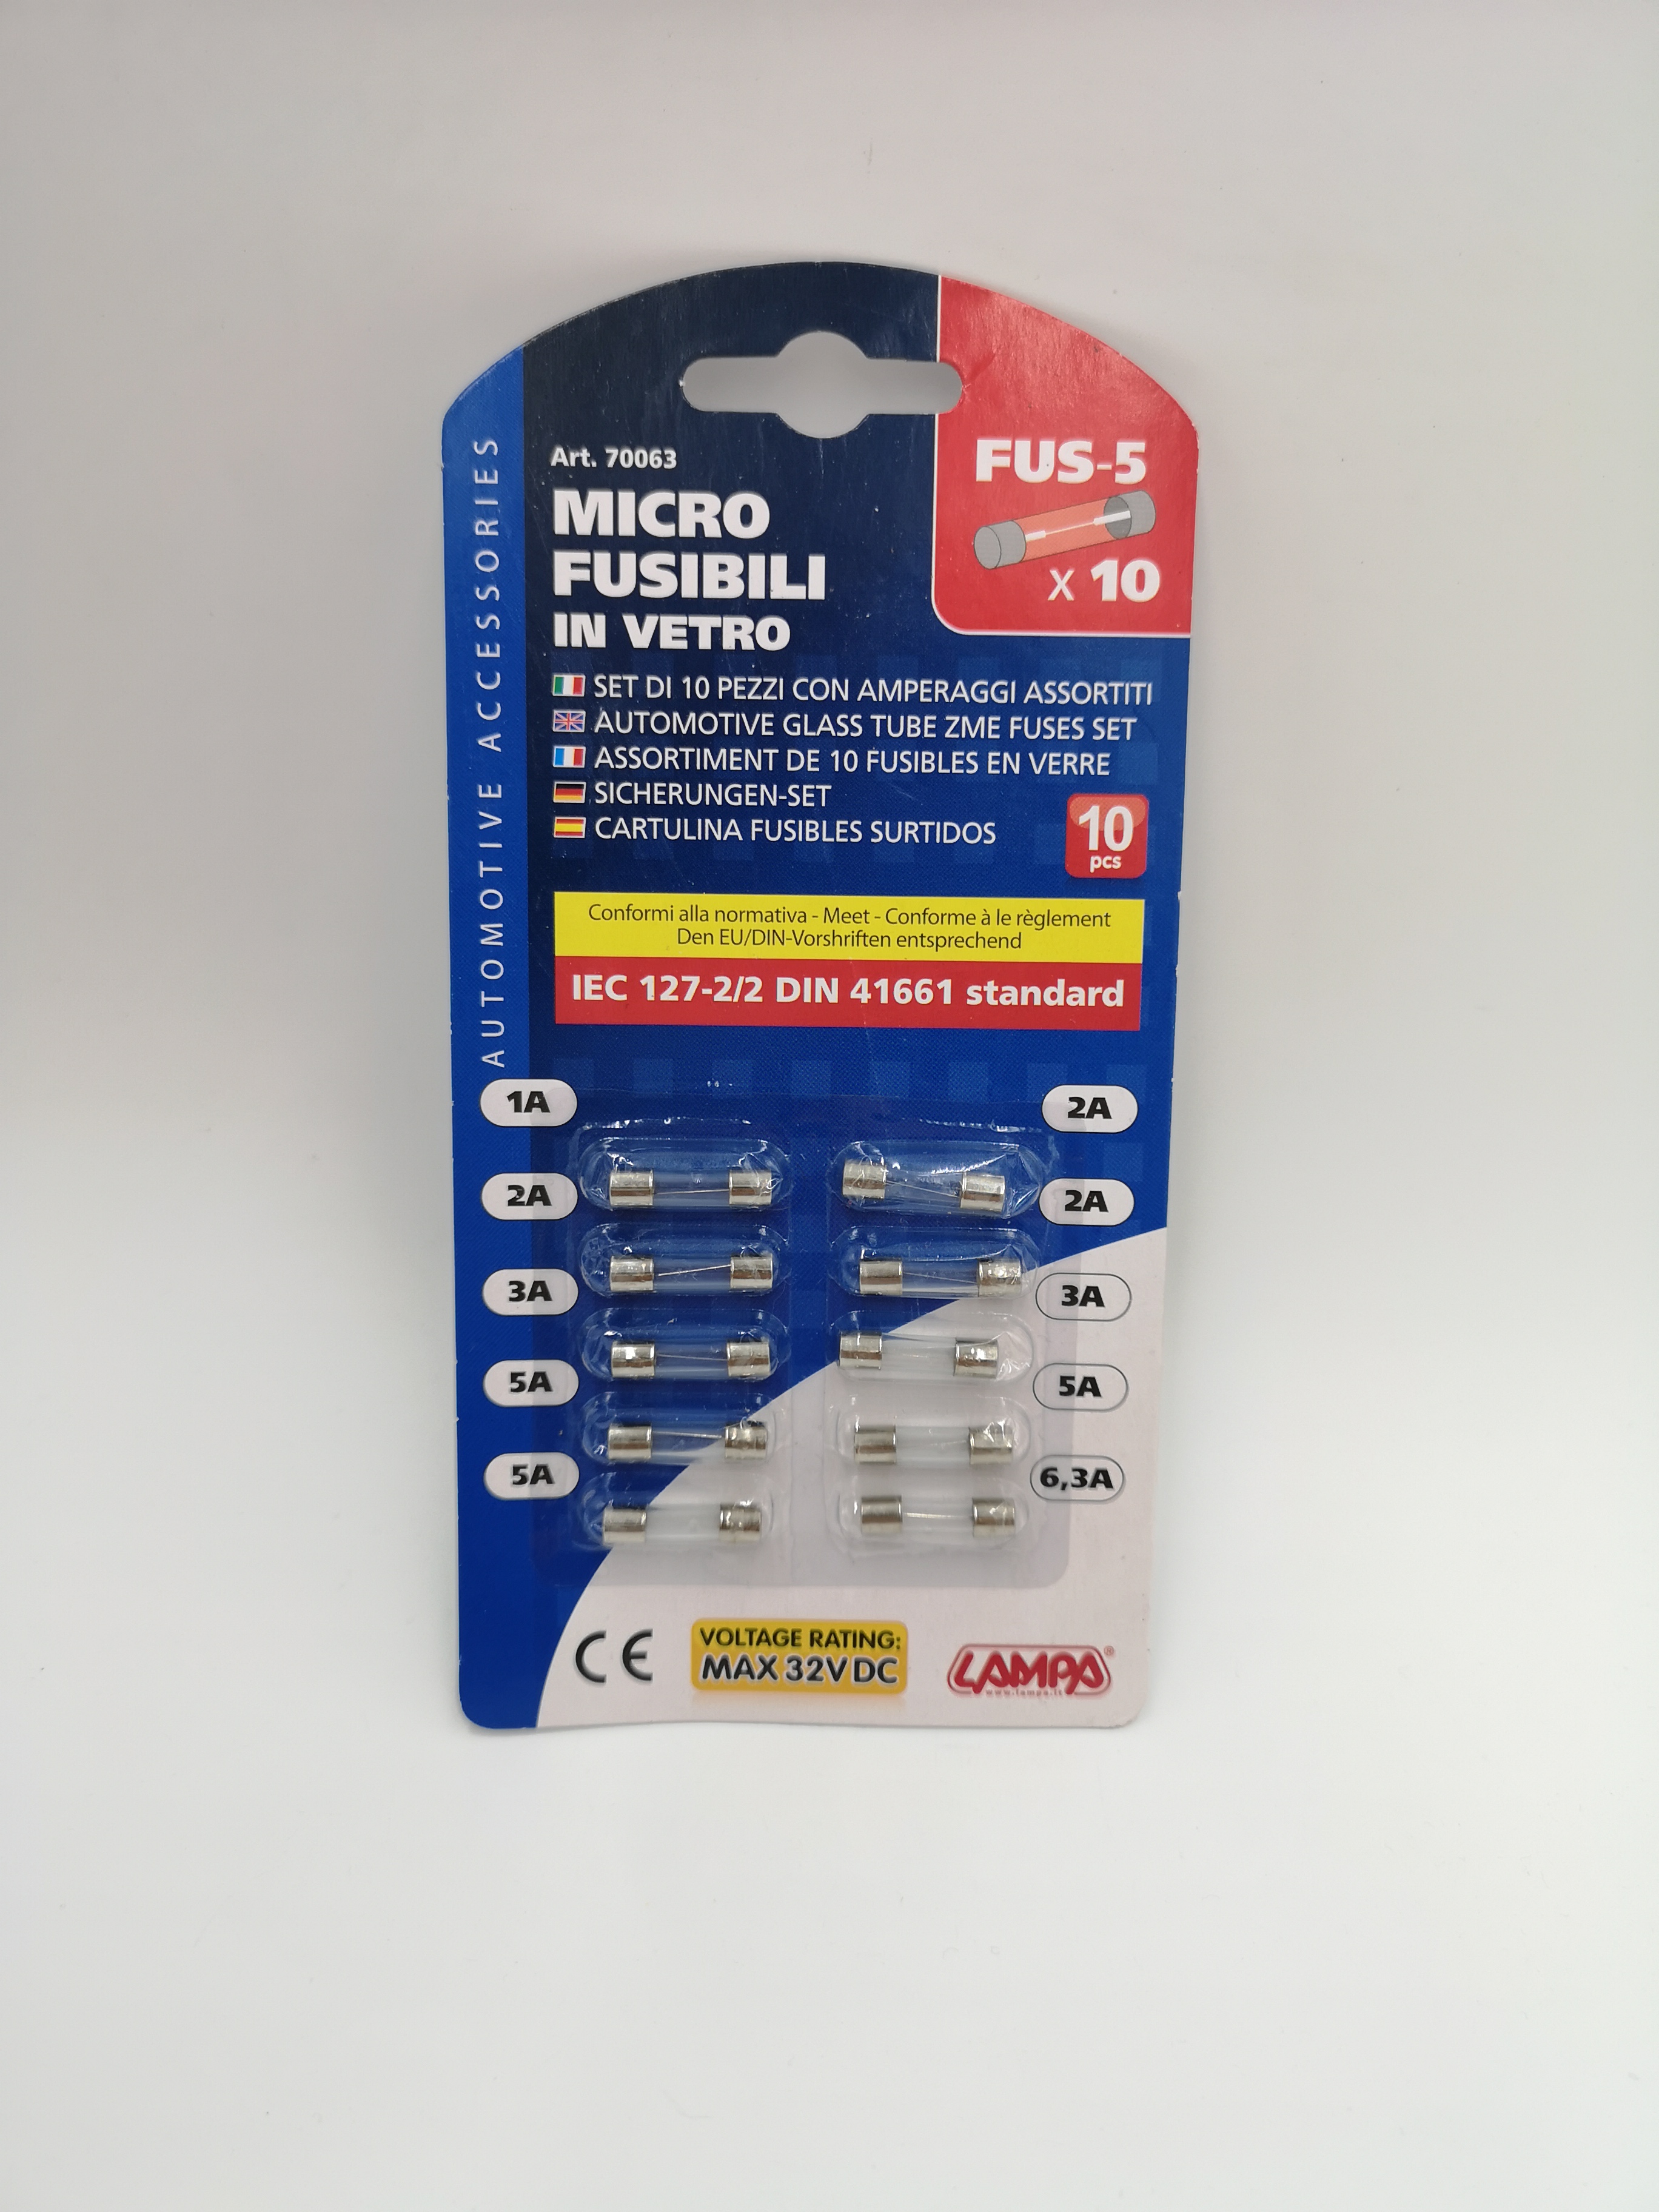 AUTOMOTIVE ACCESSORIES
Art. 70063
MICRO
FUSIBILI
IN VETRO
FUS-5
x 10
SET DI 10 PEZZI CON AMPERAGGI ASSORTITI
AUTOMOTIVE GLASS TUBE ZME FUSES SET
ASSORTIMENT DE 10 FUSIBLES EN VERRE
SICHERUNGEN-SET
CARTULINA FUSIBLES SURTIDOS
10
pcs
Conformi alla normativa - Meet - Conforme à le règlement
Den EU/DIN-Vorshriften entsprechend
IEC 127-2/2 DIN 41661 standard
1A
2A
2A
2A
3A
3A
5A
5A
5A
6,3A
CE
VOLTAGE RATING:
MAX 32V DC
LAMPA®
www.lampa.it